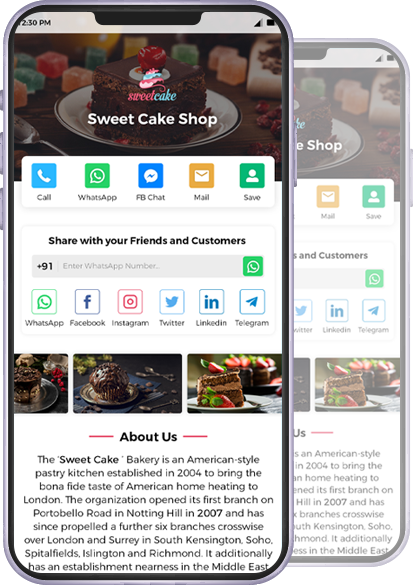 2:30 PM
sweetcake
Sweet Cake Shop
Call WhatsApp FB Chat Mail Save
Share with your Friends and Customers
+91 Enter WhatsApp Number...
WhatsApp Facebook Instagram Twitter Linkedin Telegram
About Us
The 'Sweet Cake ' Bakery is an American-style
pastry kitchen established in 2004 to bring the
bona fide taste of American home heating to
London. The organization opened its first branch on
Portobello Road in Notting Hill in 2007 and has
since propelled a further six branches crosswise
over London and Surrey in South Kensington, Soho,
Spitalfields, Islington and Richmond. It additionally
has an establishment nearness in the Middle East
e Shop
Mail Save
s and Customers
witter Linkedin Telegram
Us
s an American-style
in 2004 to bring the
an home heating to
ened its first branch on
Hill in 2007 and has
x branches crosswise
uth Kensington, Soho,
hmond. It additionally
n the Middle East